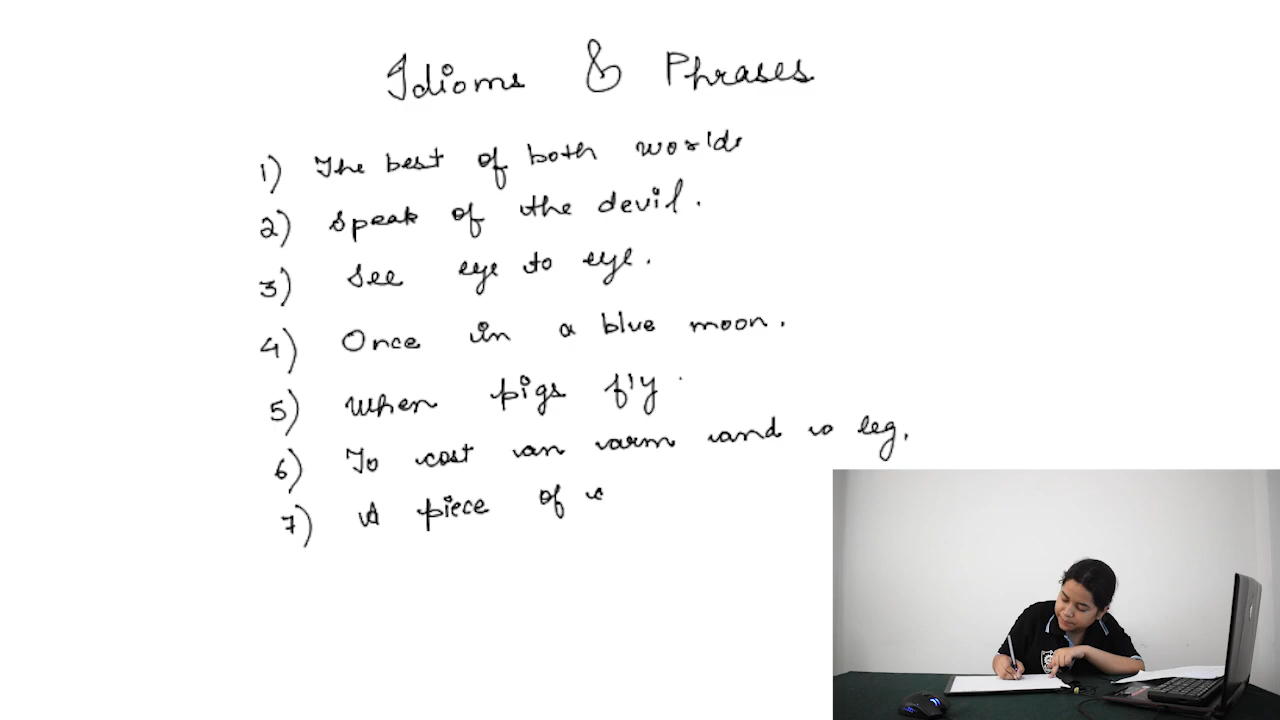 Idioms & Phrases
1) The best of both worlds
2) Speak of the devil.
3) See eye to eye.
4) Once in a blue moon.
5) When pigs fly.
6) To cost an arm and a leg.
7) A piece of c